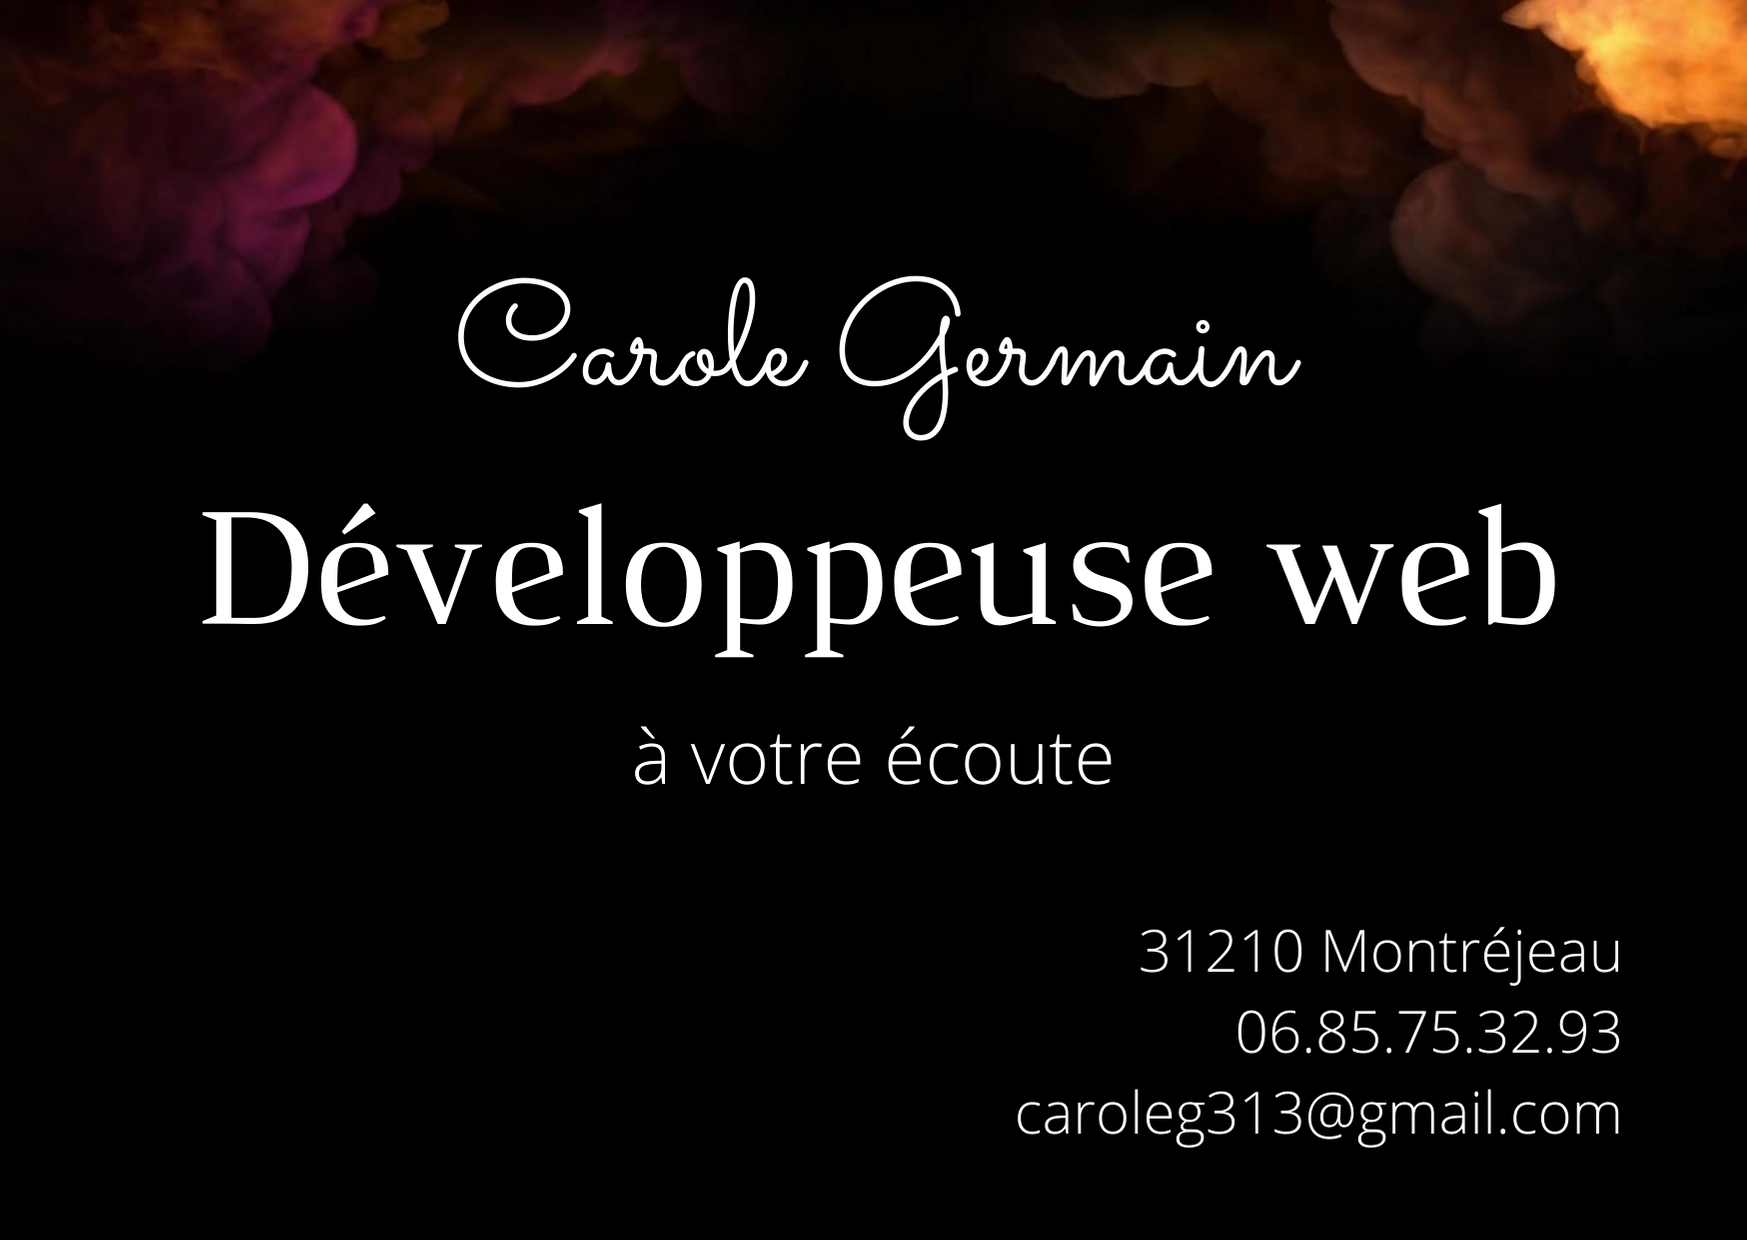 Carole Germain
Développeuse web
à votre écoute
31210 Montréjeau
06.85.75.32.93
caroleg313@gmail.com